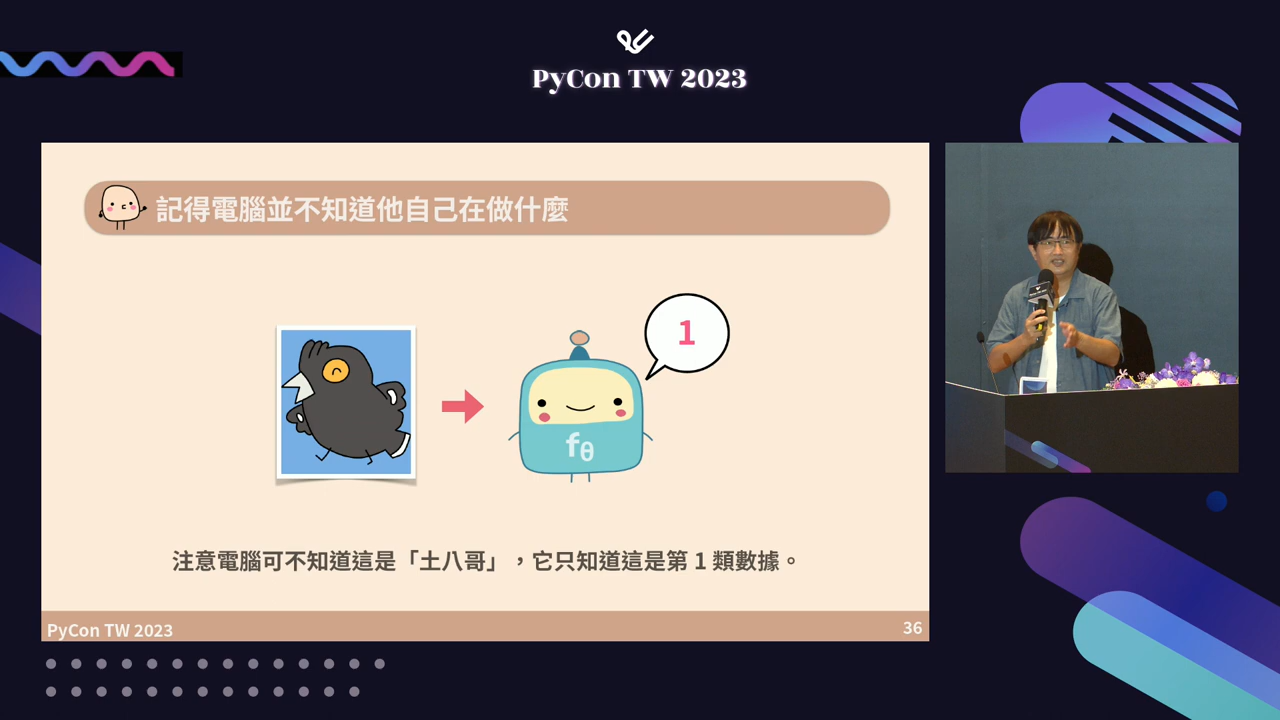 PyCon TW 2023
記得電腦並不知道他自己在做什麼
1
fθ
注意電腦可不知道這是「土八哥」，它只知道這是第 1 類數據。
PyCon TW 2023
36